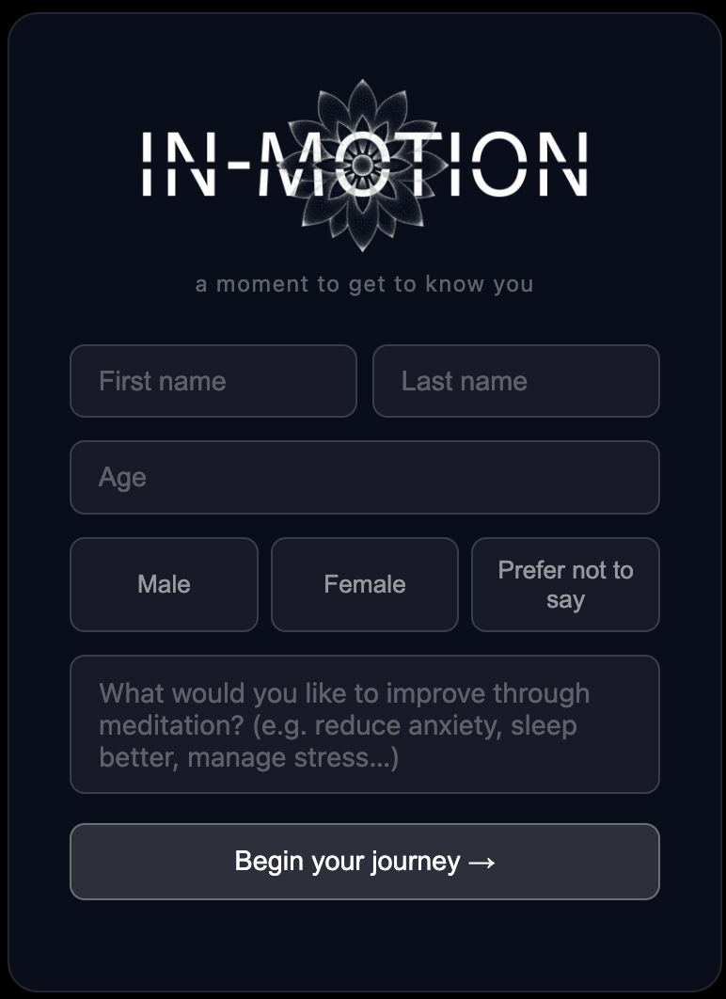 IN-MOTION
a moment to get to know you
First name
Last name
Age
Male
Female
Prefer not to
say
What would you like to improve through
meditation? (e.g. reduce anxiety, sleep
better, manage stress...)
Begin your journey →